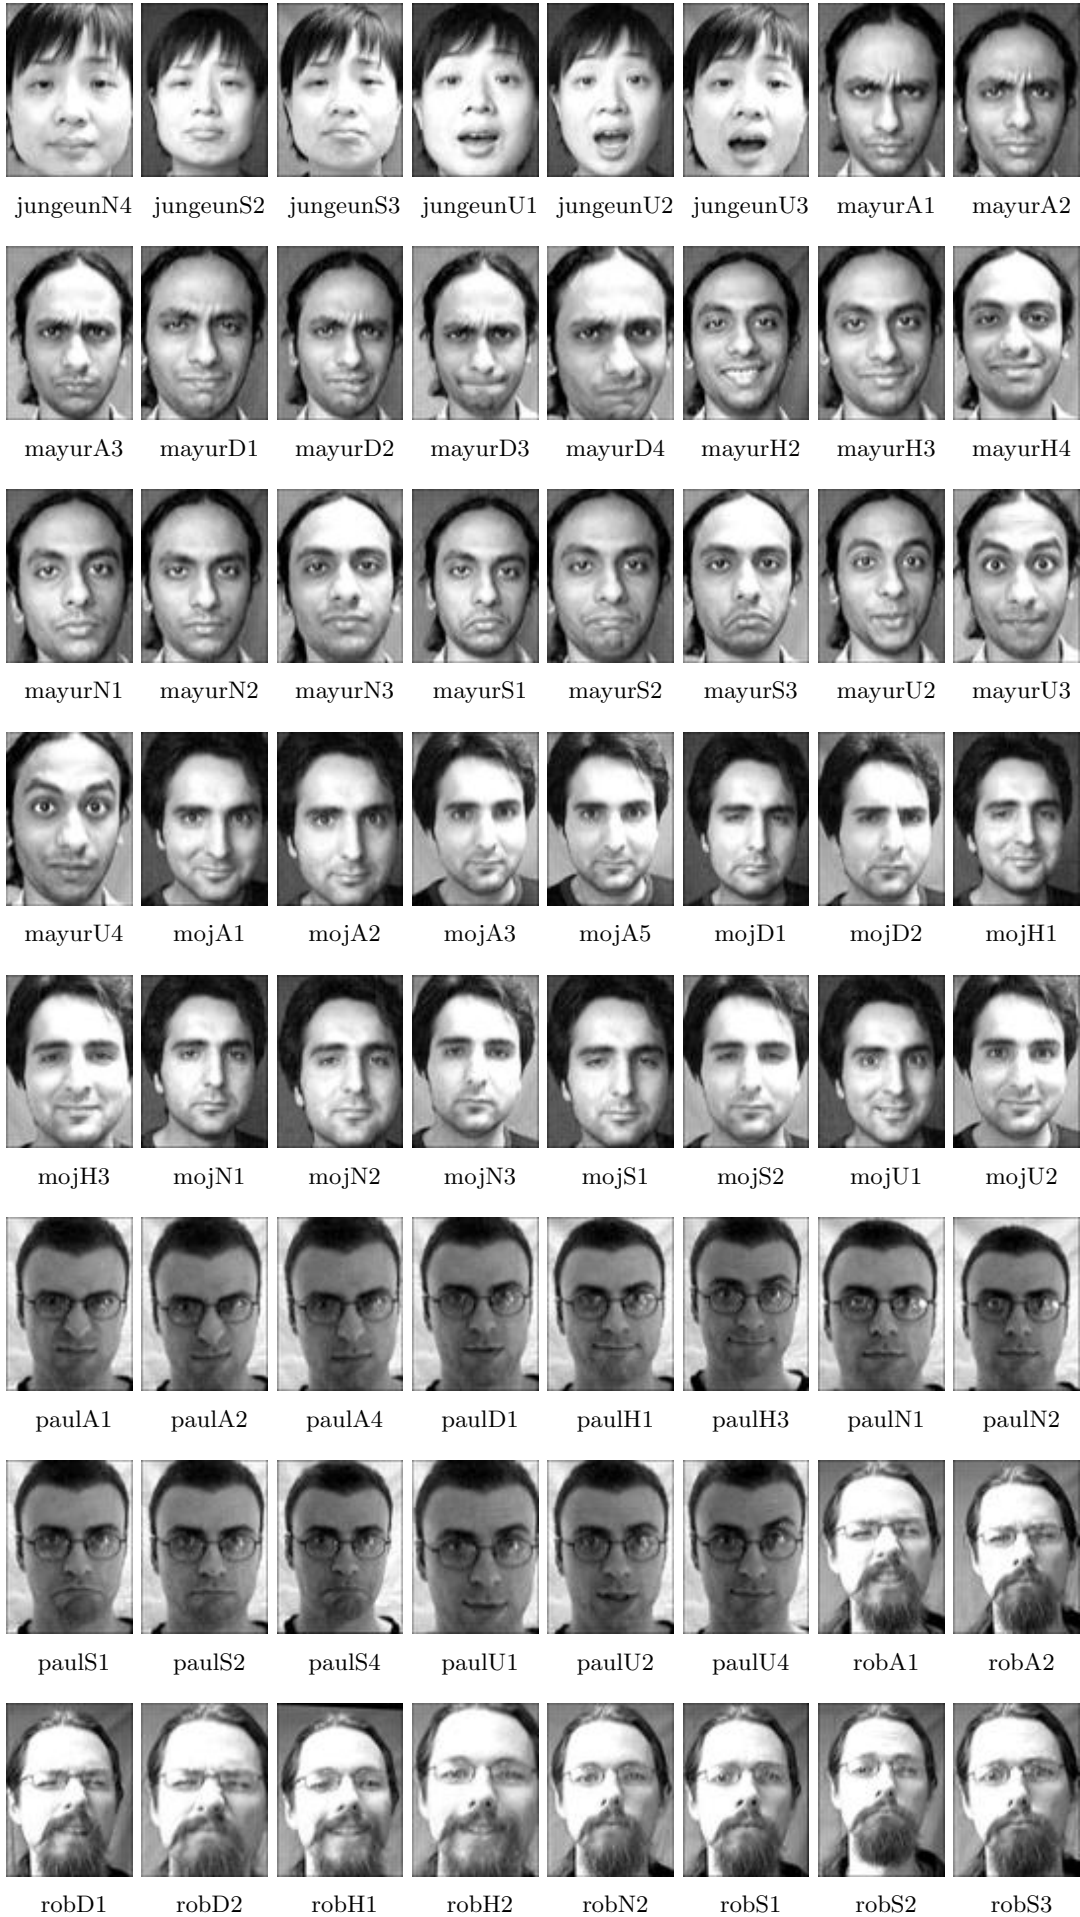 jungeunN4 jungeunS2 jungeunS3 jungeunU1 jungeunU2 jungeunU3 mayurA1 mayurA2
mayurA3 mayurD1 mayurD2 mayurD3 mayurD4 mayurH2 mayurH3 mayurH4
mayurN1 mayurN2 mayurN3 mayurS1 mayurS2 mayurS3 mayurU2 mayurU3
mayurU4 mojA1 mojA2 mojA3 mojA5 mojD1 mojD2 mojH1
mojH3 mojN1 mojN2 mojN3 mojS1 mojS2 mojU1 mojU2
paulA1 paulA2 paulA4 paulD1 paulH1 paulH3 paulN1 paulN2
paulS1 paulS2 paulS4 paulU1 paulU2 paulU4 robA1 robA2
robD1 robD2 robH1 robH2 robN2 robS1 robS2 robS3